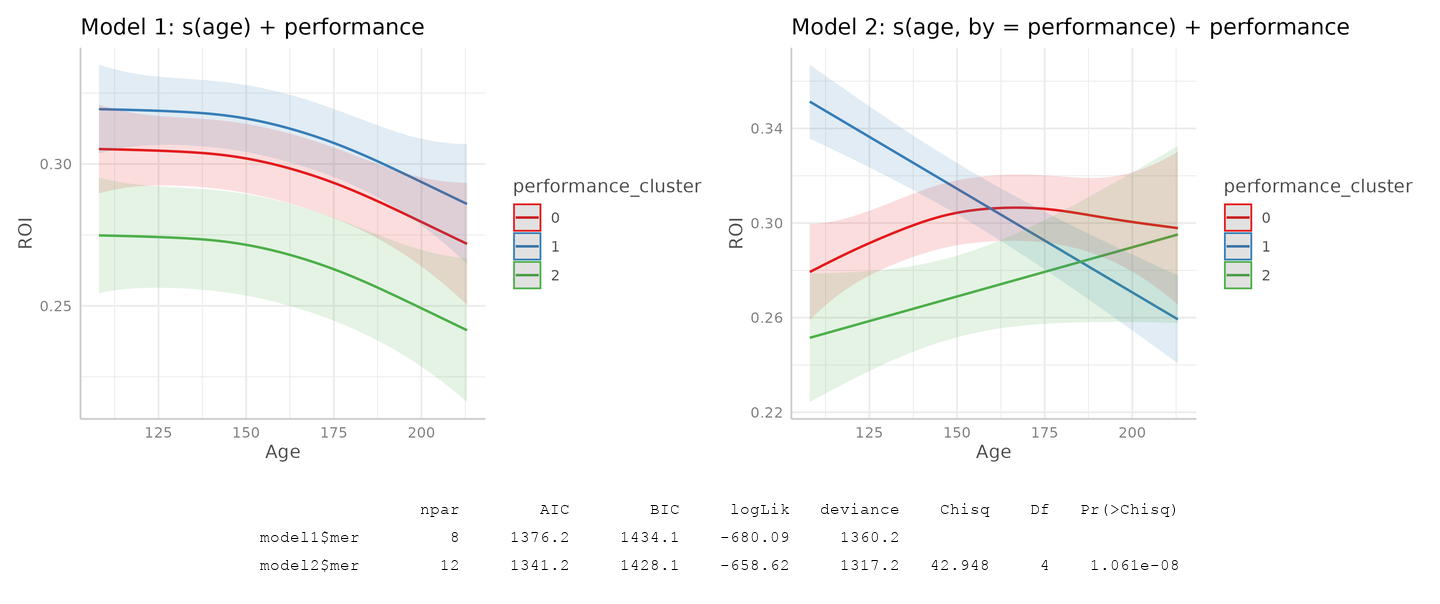 Model 1: s(age) + performance
Model 2: s(age, by = performance) + performance
0.30
0.25
ROI
125 150 175 200
Age
performance_cluster
0
1
2
0.34
0.30
0.26
0.22
ROI
125 150 175 200
Age
performance_cluster
0
1
2
npar AIC BIC logLik deviance Chisq Df Pr(>Chisq)
model1$mer 8 1376.2 1434.1 -680.09 1360.2
model2$mer 12 1341.2 1428.1 -658.62 1317.2 42.948 4 1.061e-08